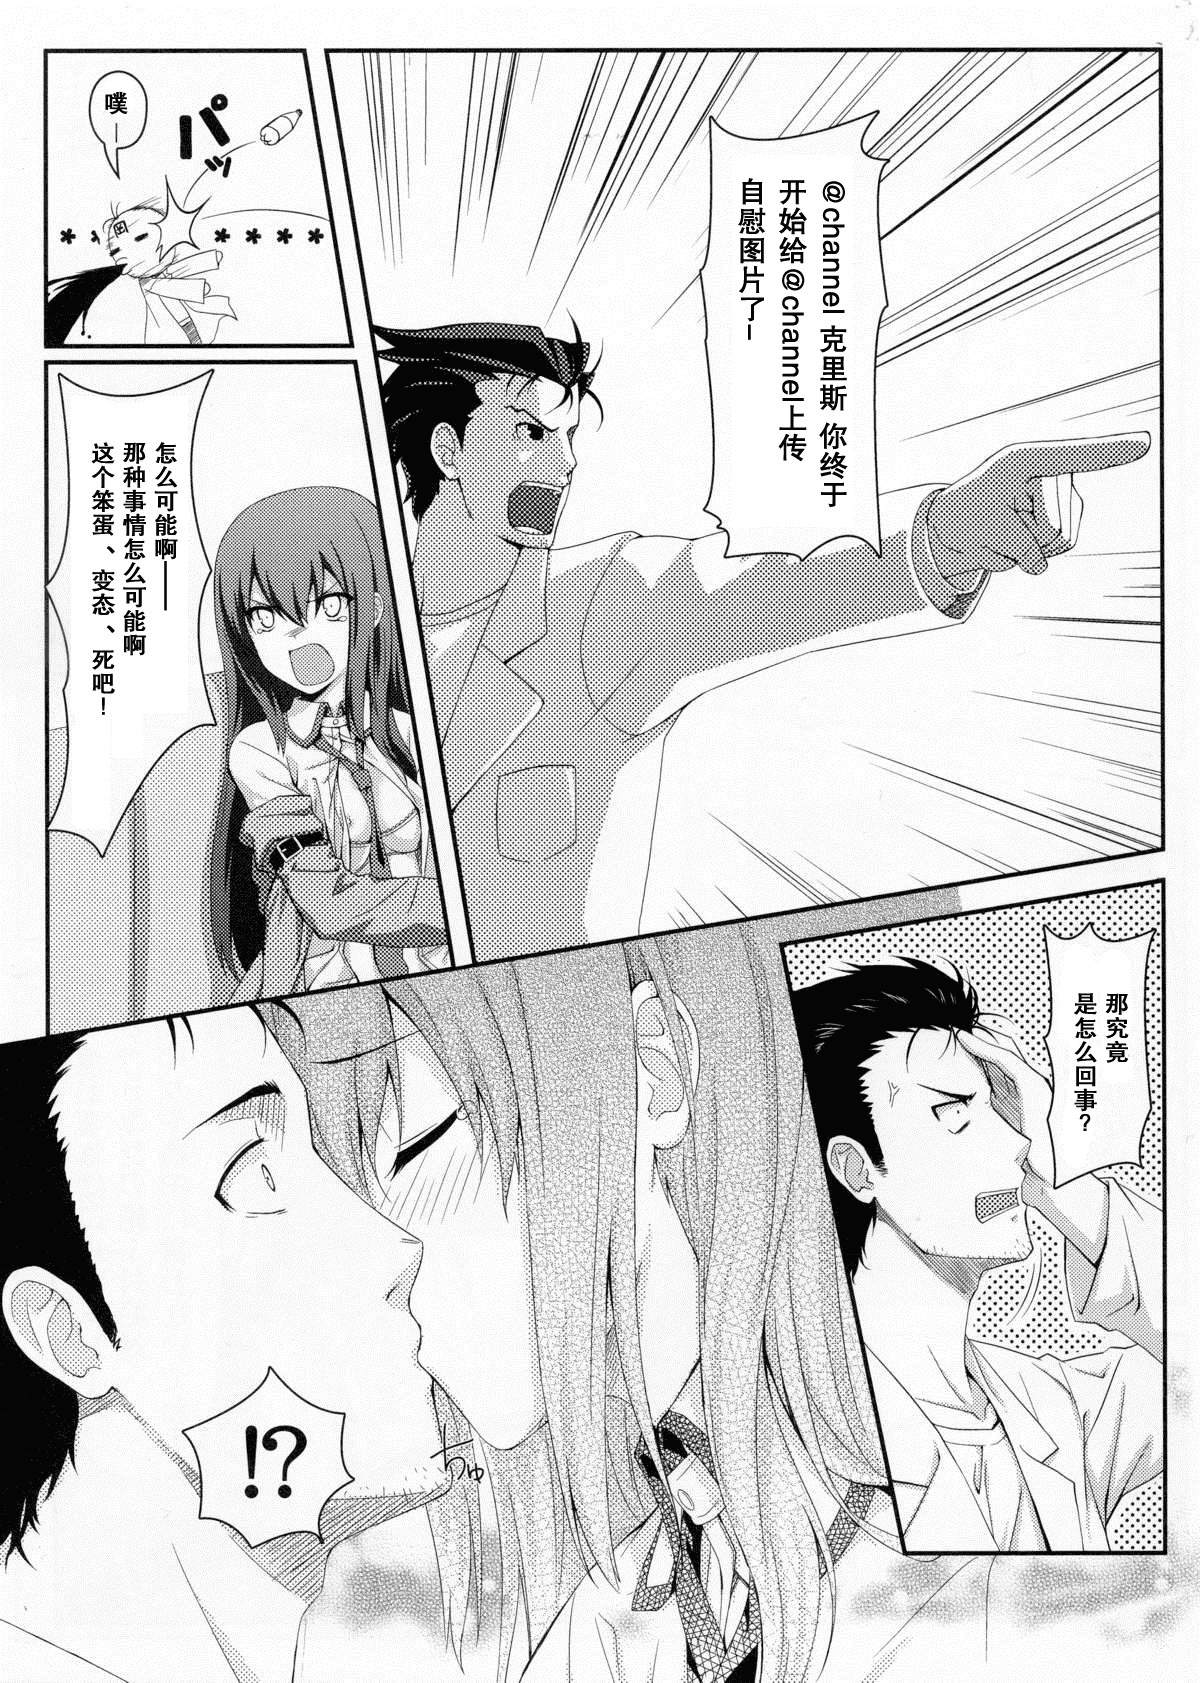 @channel 克里斯 你终于
开始给@channel上传
自慰图片了-
パ
ッ
噗
—
怎么可能啊——
那种事情怎么可能啊
这个笨蛋、变态、死吧！
那究竟
是怎么回事？
!?
ちゅ